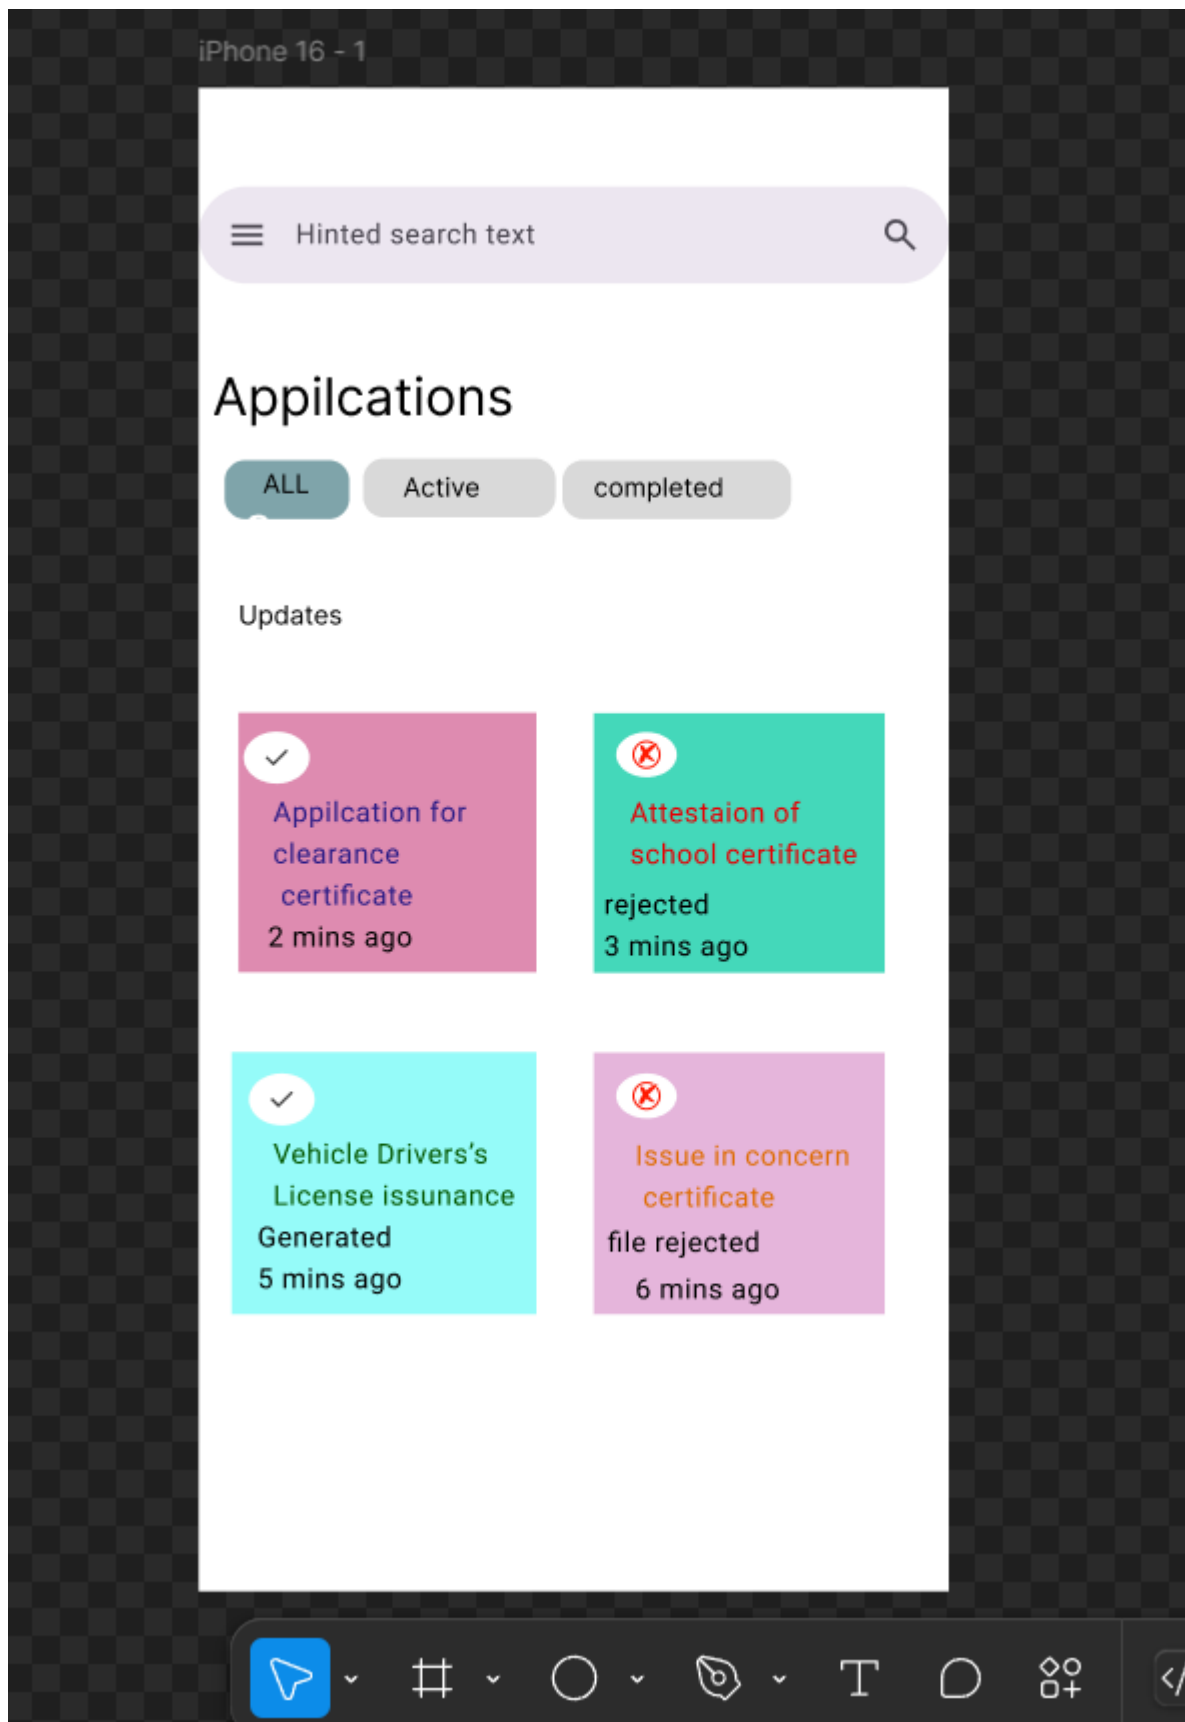 iPhone 16 - 1
Hinted search text
Appilcations
ALL
Active
completed
Updates
Appilcation for
clearance
certificate
2 mins ago
Attestaion of
school certificate
rejected
3 mins ago
Vehicle Drivers’s
License issunance
Generated
5 mins ago
Issue in concern
certificate
file rejected
6 mins ago